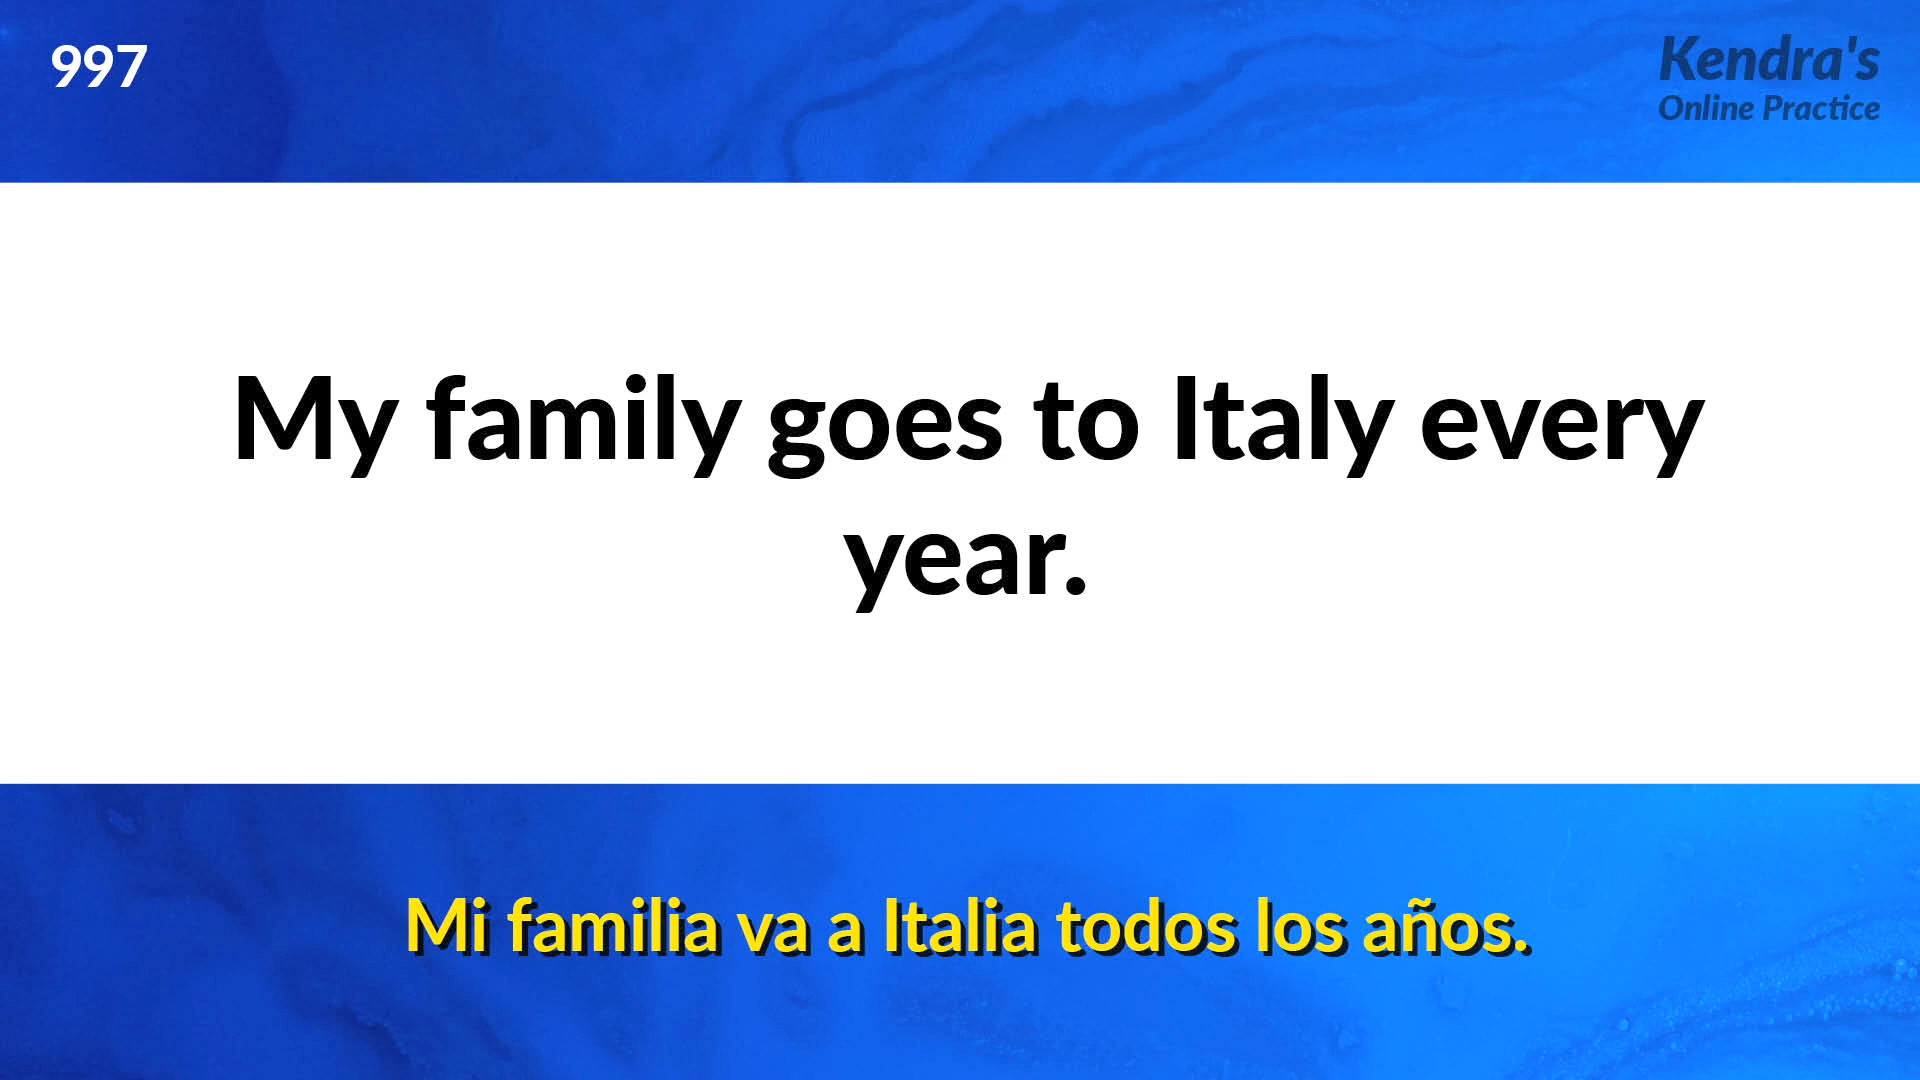 997
Kendra's
Online Practice
My family goes to Italy every
year.
Mi familia va a Italia todos los años.